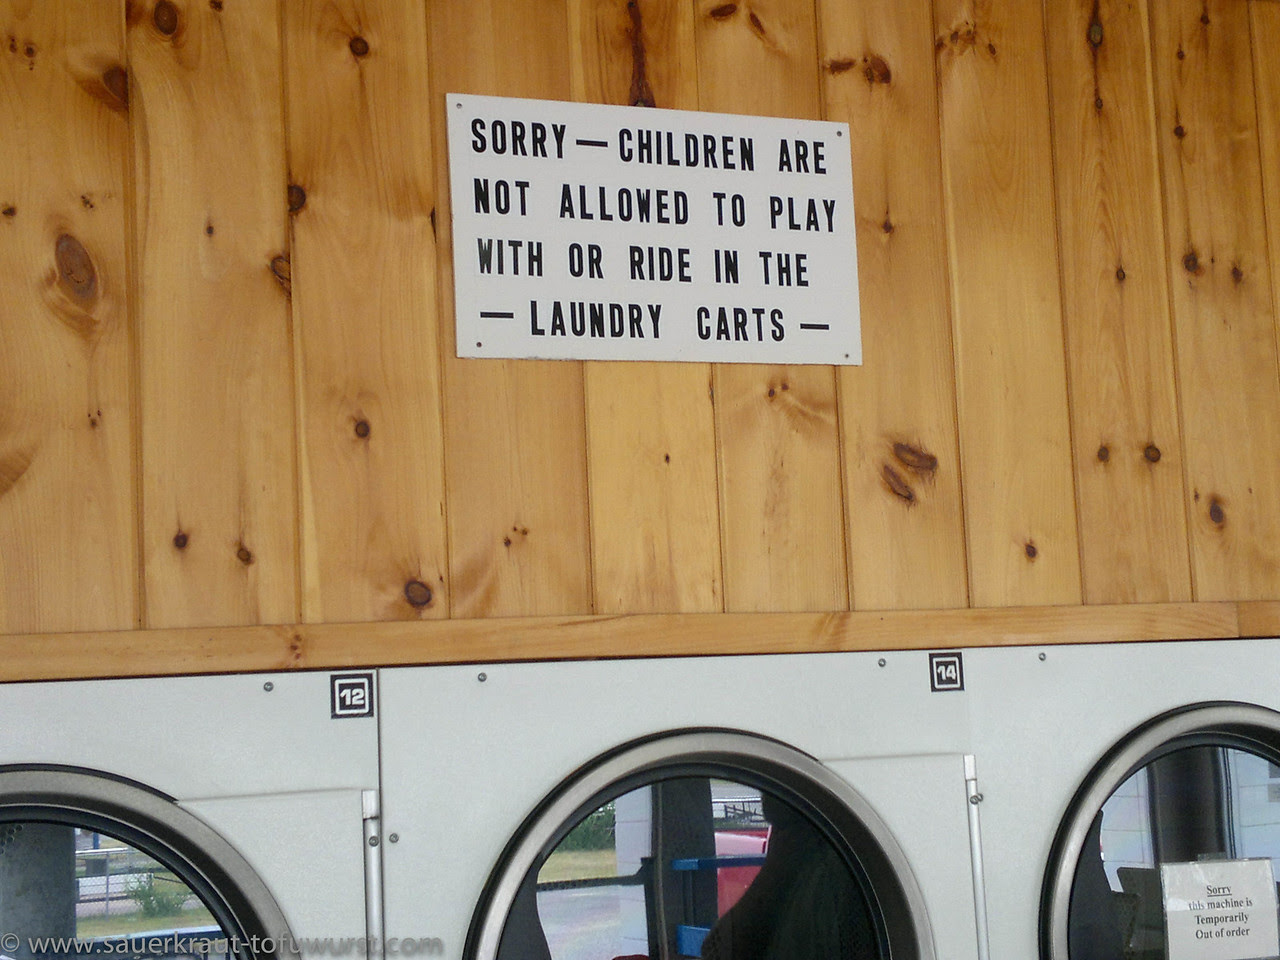 SORRY — CHILDREN ARE
NOT ALLOWED TO PLAY
WITH OR RIDE IN THE
— LAUNDRY CARTS —
12
14
Sorry
this machine is
Temporarily
Out of order
© www.sauerkraut-tofuwurst.com